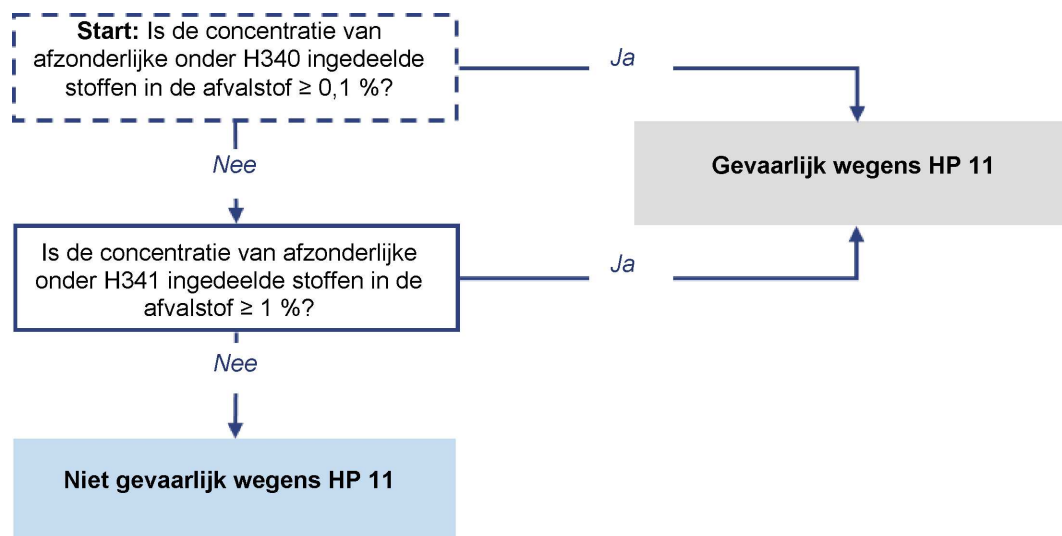 Start: Is de concentratie van
afzonderlijke onder H340 ingedeelde
stoffen in de afvalstof ≥ 0,1 %?
Ja
Gevaarlijk wegens HP 11
Nee
Is de concentratie van afzonderlijke
onder H341 ingedeelde stoffen in de
afvalstof ≥ 1 %?
Ja
Nee
Niet gevaarlijk wegens HP 11